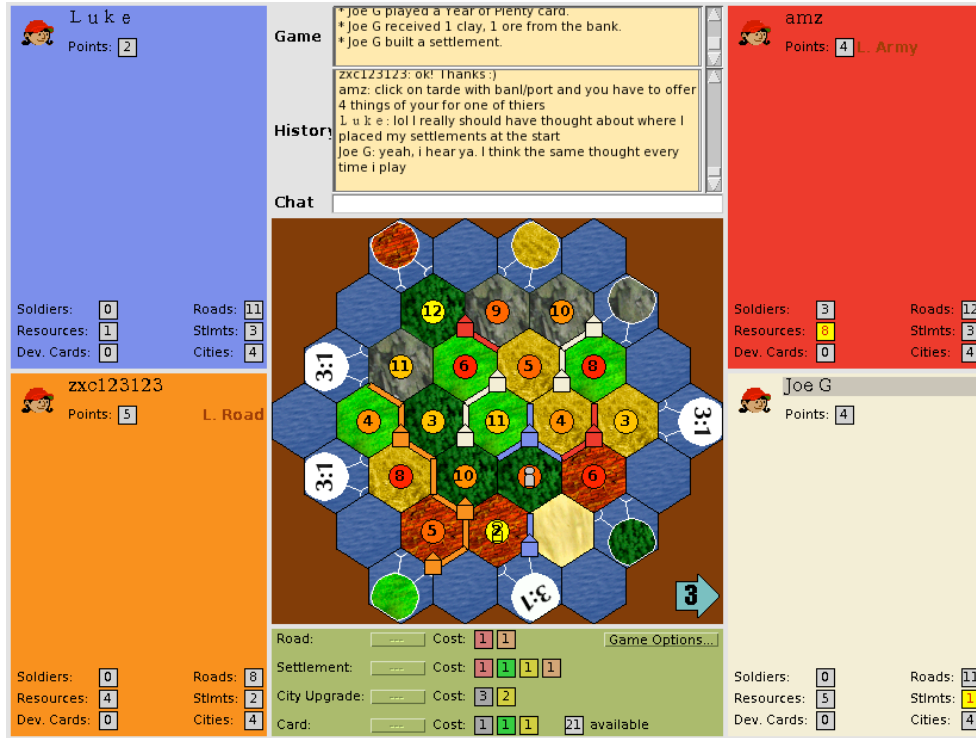 L u k e
Points: 2
Soldiers: 0
Roads: 11
Resources: 1
Stlmts: 3
Dev. Cards: 0
Cities: 4
Game
* Joe G played a Year of Plenty card.
* Joe G received 1 clay, 1 ore from the bank.
* Joe G built a settlement.
History
zxc123123: ok! Thanks :)
amz: click on tarde with banl/port and you have to offer
4 things of your for one of thiers
L u k e : lol I really should have thought about where I
placed my settlements at the start
Joe G: yeah, i hear ya. I think the same thought every
time i play
Chat
amz
Points: 4 L. Army
Soldiers: 3
Roads: 12
Resources: 8
Stlmts: 3
Dev. Cards: 0
Cities: 4
zxc123123
Points: 5 L. Road
Soldiers: 0
Roads: 8
Resources: 4
Stlmts: 2
Dev. Cards: 0
Cities: 4
12 9 10
3:1 11 6 5 8
4 3 11 4 3 3:1
3:1 8 10 6
5 2
3:1
3
Road: --- Cost: 1 1 Game Options...
Settlement: --- Cost: 1 1 1 1
City Upgrade: --- Cost: 3 2
Card: --- Cost: 1 1 1 21 available
Joe G
Points: 4
Soldiers: 0
Roads: 11
Resources: 5
Stlmts: 1
Dev. Cards: 0
Cities: 4